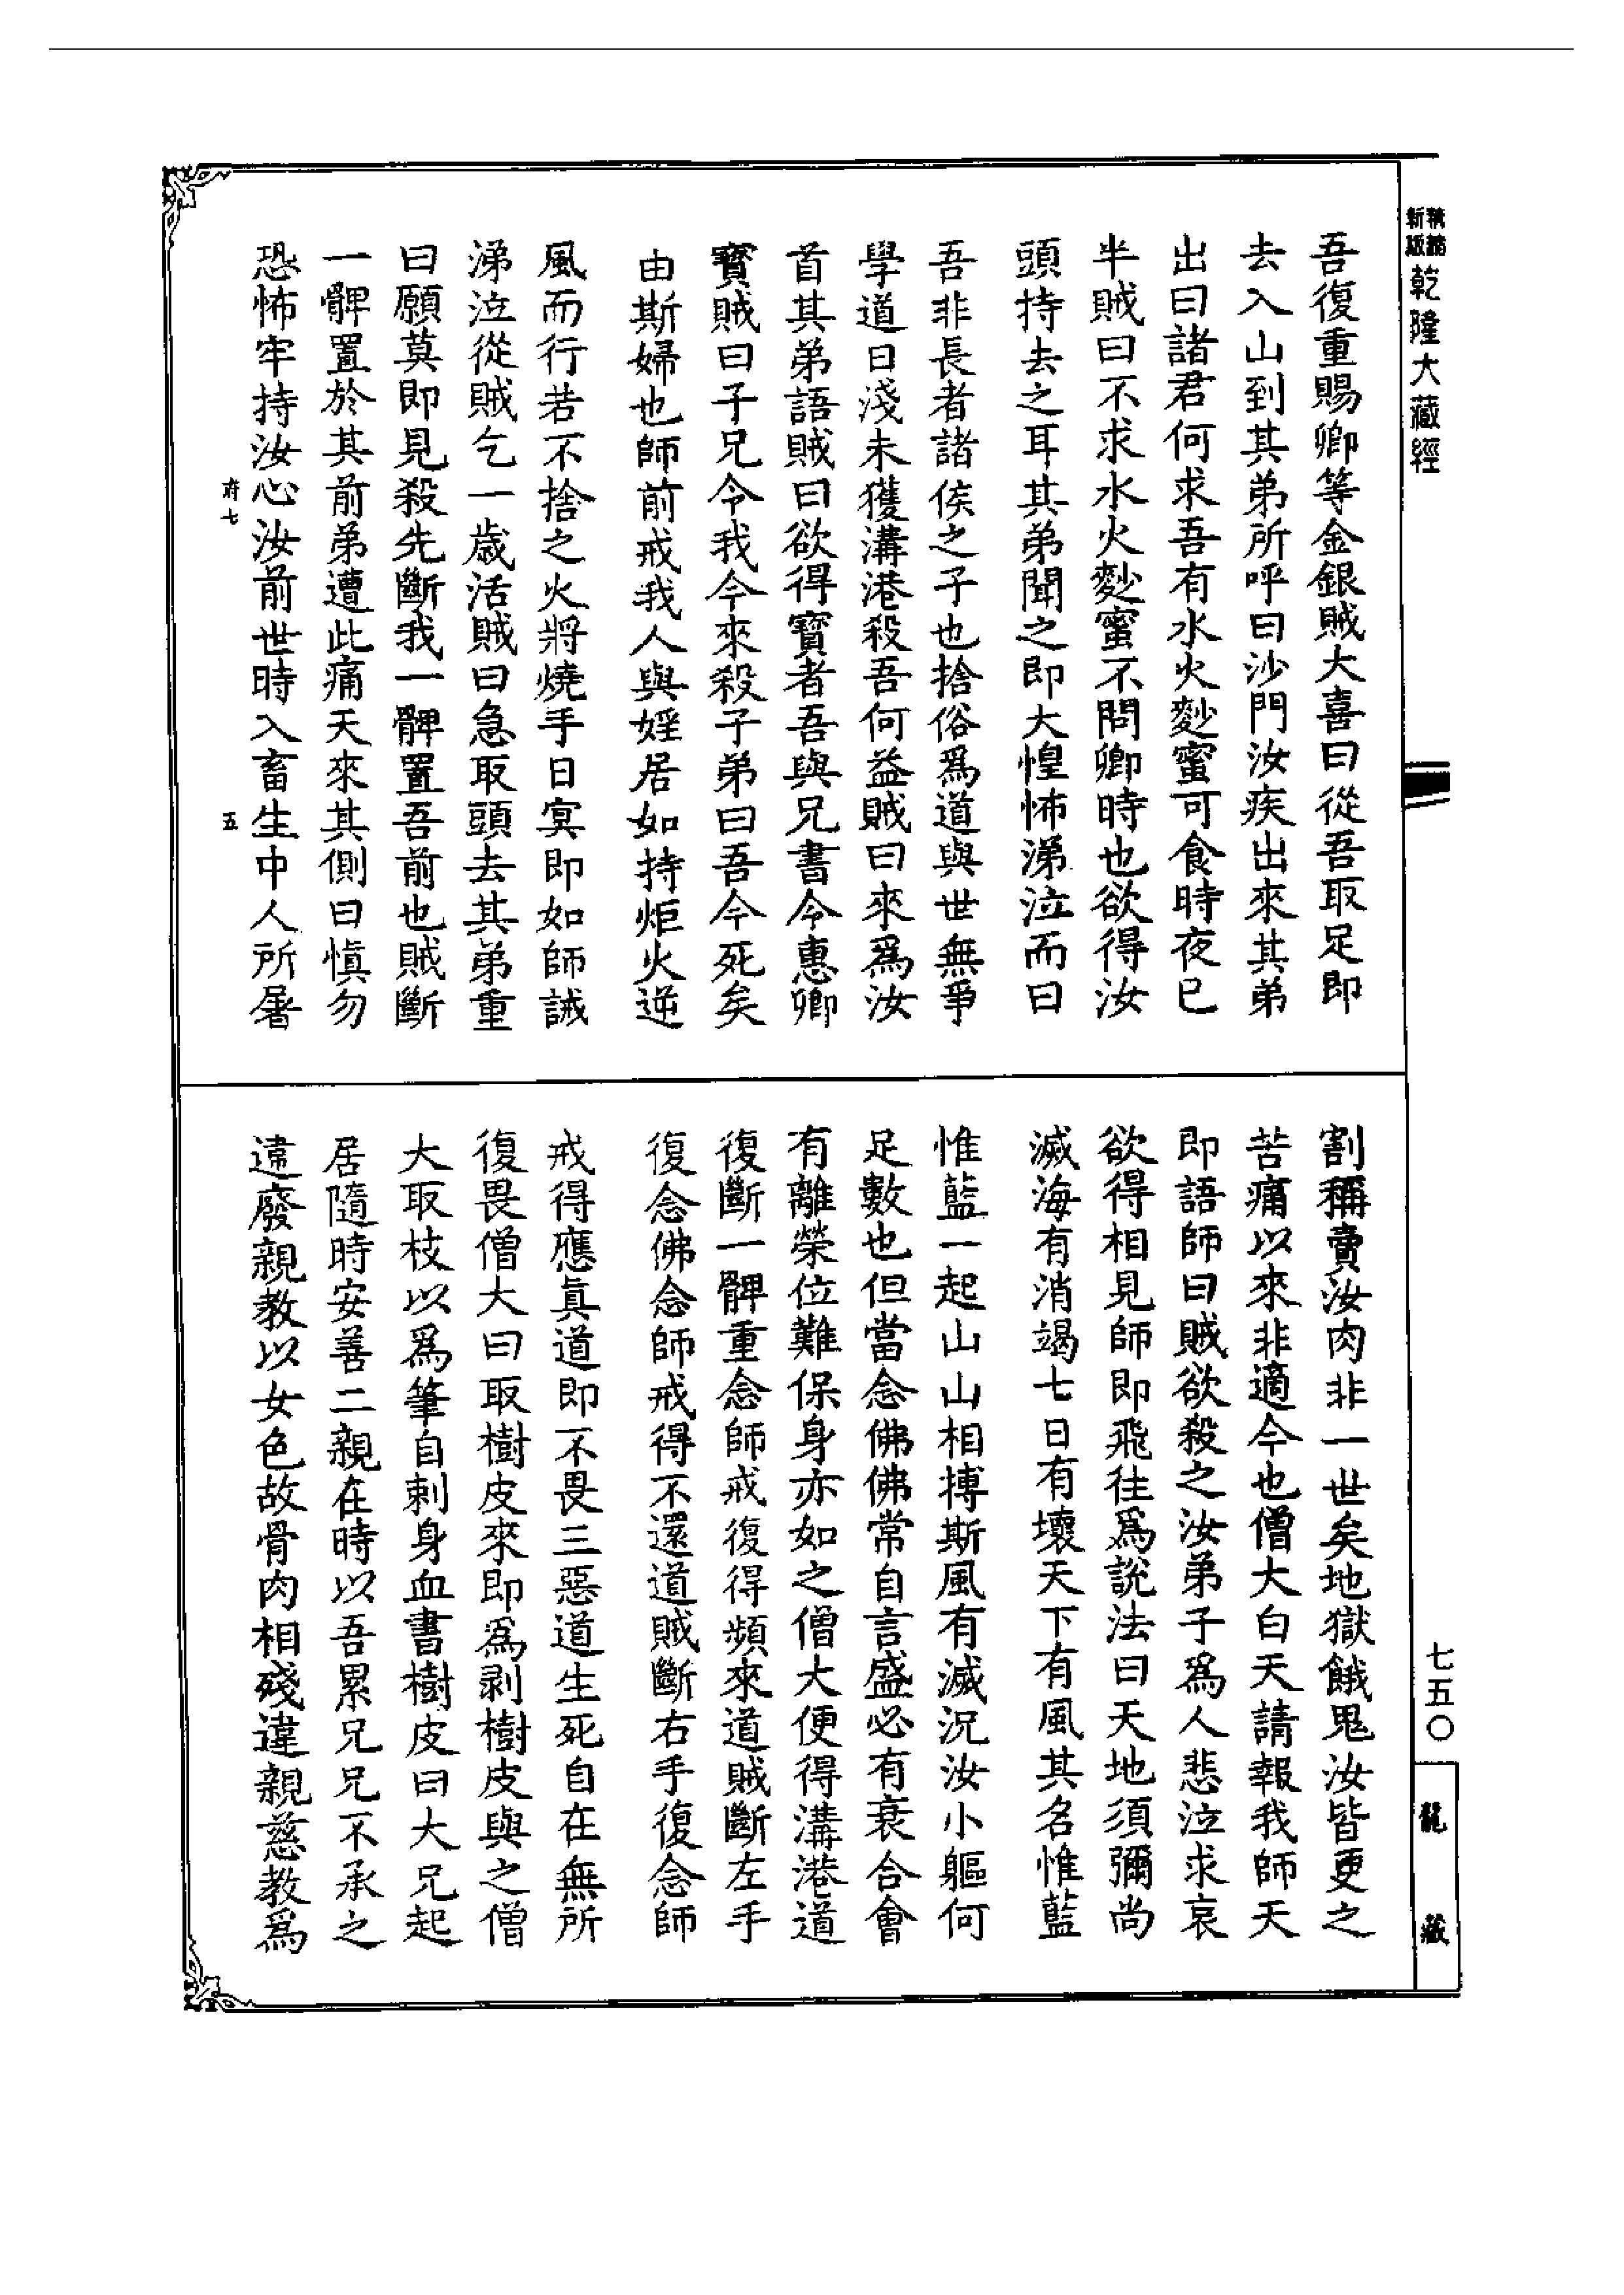 新版精縮
乾隆大藏經
吾復重賜卿等金銀賊大喜曰從吾取足即
去入山到其弟所呼曰沙門汝疾出來其弟
出曰諸君何求吾有水火麨蜜可食時夜已
半賊曰不求水火麨蜜不問卿時也欲得汝
頭持去之耳其弟聞之即大惶怖涕泣而曰
吾非長者諸侯之子也捨俗爲道與世無爭
學道日淺未獲溝港殺吾何益賊曰來爲汝
首其弟語賊曰欲得寶者吾與兄書令惠卿
寶賊曰子兄令我今來殺子弟曰吾今死矣
由斯婦也師前戒我人與婬居如持炬火逆
風而行若不捨之火將燒手日冥即如師誡
涕泣從賊乞一歲活賊曰急取頭去其弟重
曰願莫即見殺先斷我一髀置吾前也賊斷
一髀置於其前弟遭此痛天來其側曰慎勿
恐怖牢持汝心汝前世時入畜生中人所屠
府七
五
割稱賣汝肉非一世矣地獄餓鬼汝皆更之
苦痛以來非適今也僧大白天請報我師天
即語師曰賊欲殺之汝弟子爲人悲泣求哀
欲得相見師即飛往爲說法曰天地須彌尚
滅海有消竭七日有壞天下有風其名惟藍
惟藍一起山山相搏斯風有滅況汝小軀何
足數也但當念佛佛常自言盛必有衰合會
有離榮位難保身亦如之僧大便得溝港道
復斷一髀重念師戒復得頻來道賊斷左手
復念佛念師戒得不還道賊斷右手復念師
戒得應眞道即不畏三惡道生死自在無所
復畏僧大曰取樹皮來即爲剥樹皮與之僧
大取枝以爲筆自刺身血書樹皮曰大兄起
居隨時安善二親在時以吾累兄兄不承之
違廢親教以女色故骨肉相殘違親慈教爲
七五〇
龍藏